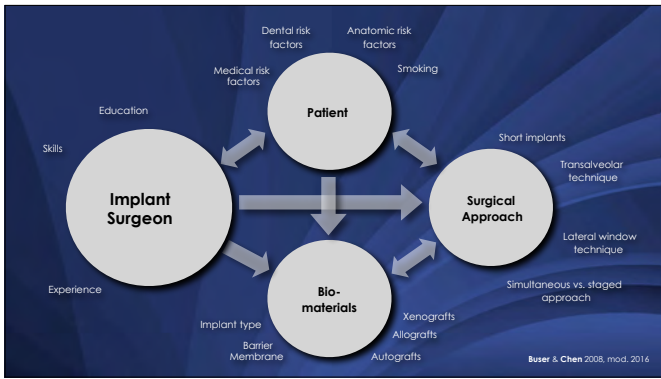 Dental risk
factors
Anatomic risk
factors
Medical risk
factors
Smoking
Patient
Education
Skills
Implant
Surgeon
Experience
Short implants
Transalveolar
technique
Surgical
Approach
Lateral window
technique
Simultaneous vs. staged
approach
Bio-
materials
Implant type
Barrier
Membrane
Xenografts
Allografts
Autografts
Buser & Chen 2008, mod. 2016